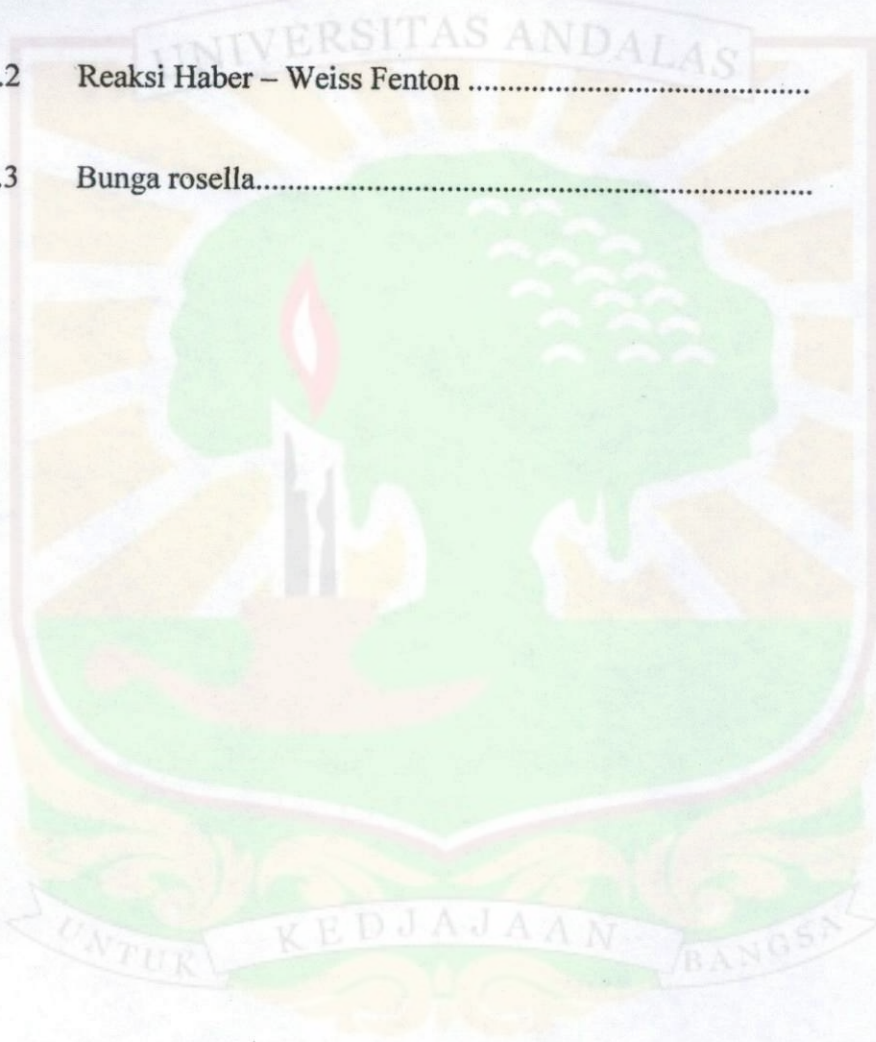 UNIVERSITAS ANDALAS
.2 Reaksi Haber – Weiss Fenton ..........................................
.3 Bunga rosella.....................................................................
UNTUK KEDJAJAAN BANGSA